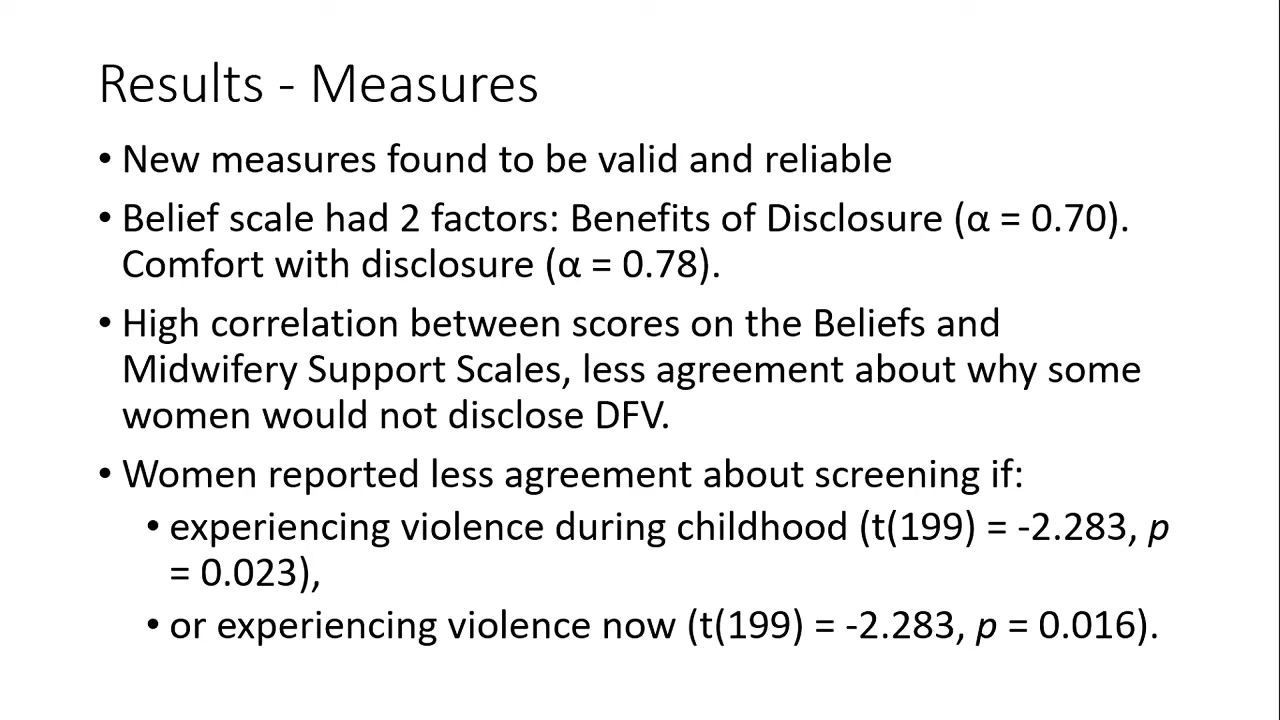 Results - Measures
• New measures found to be valid and reliable
• Belief scale had 2 factors: Benefits of Disclosure (α = 0.70).
Comfort with disclosure (α = 0.78).
• High correlation between scores on the Beliefs and
Midwifery Support Scales, less agreement about why some
women would not disclose DFV.
• Women reported less agreement about screening if:
• experiencing violence during childhood (t(199) = -2.283, p
= 0.023),
• or experiencing violence now (t(199) = -2.283, p = 0.016).